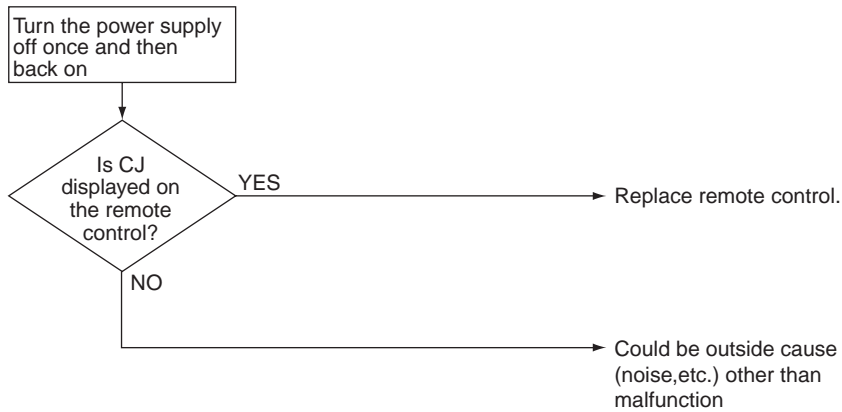 Turn the power supply
off once and then
back on
Is CJ
displayed on
the remote
control?
YES
Replace remote control.
NO
Could be outside cause
(noise,etc.) other than
malfunction